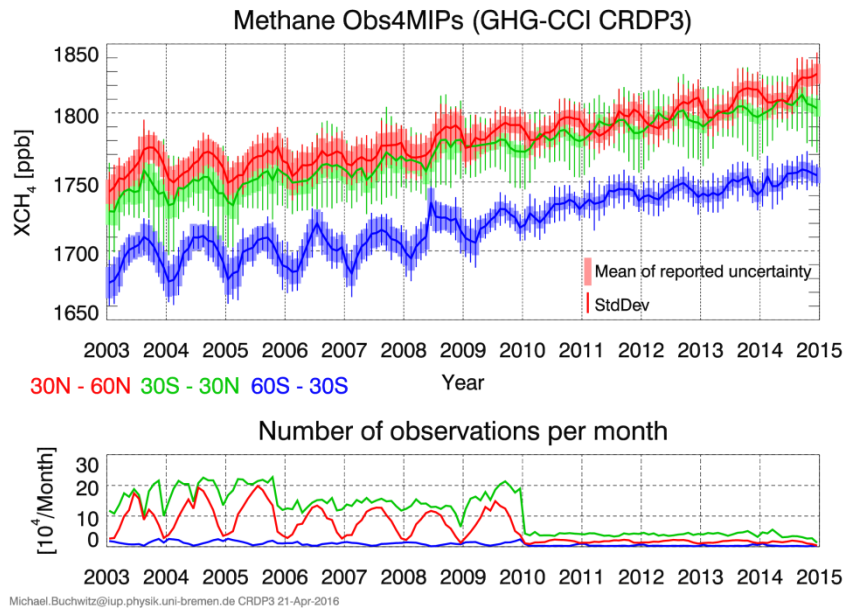 Methane Obs4MIPs (GHG-CCI CRDP3)
1850
1800
1750
1700
1650
XCH₄ [ppb]
Mean of reported uncertainty
StdDev
2003 2004 2005 2006 2007 2008 2009 2010 2011 2012 2013 2014 2015
30N - 60N 30S - 30N 60S - 30S Year
Number of observations per month
30
20
10
0
[10⁴/Month]
2003 2004 2005 2006 2007 2008 2009 2010 2011 2012 2013 2014 2015
Michael.Buchwitz@iup.physik.uni-bremen.de CRDP3 21-Apr-2016